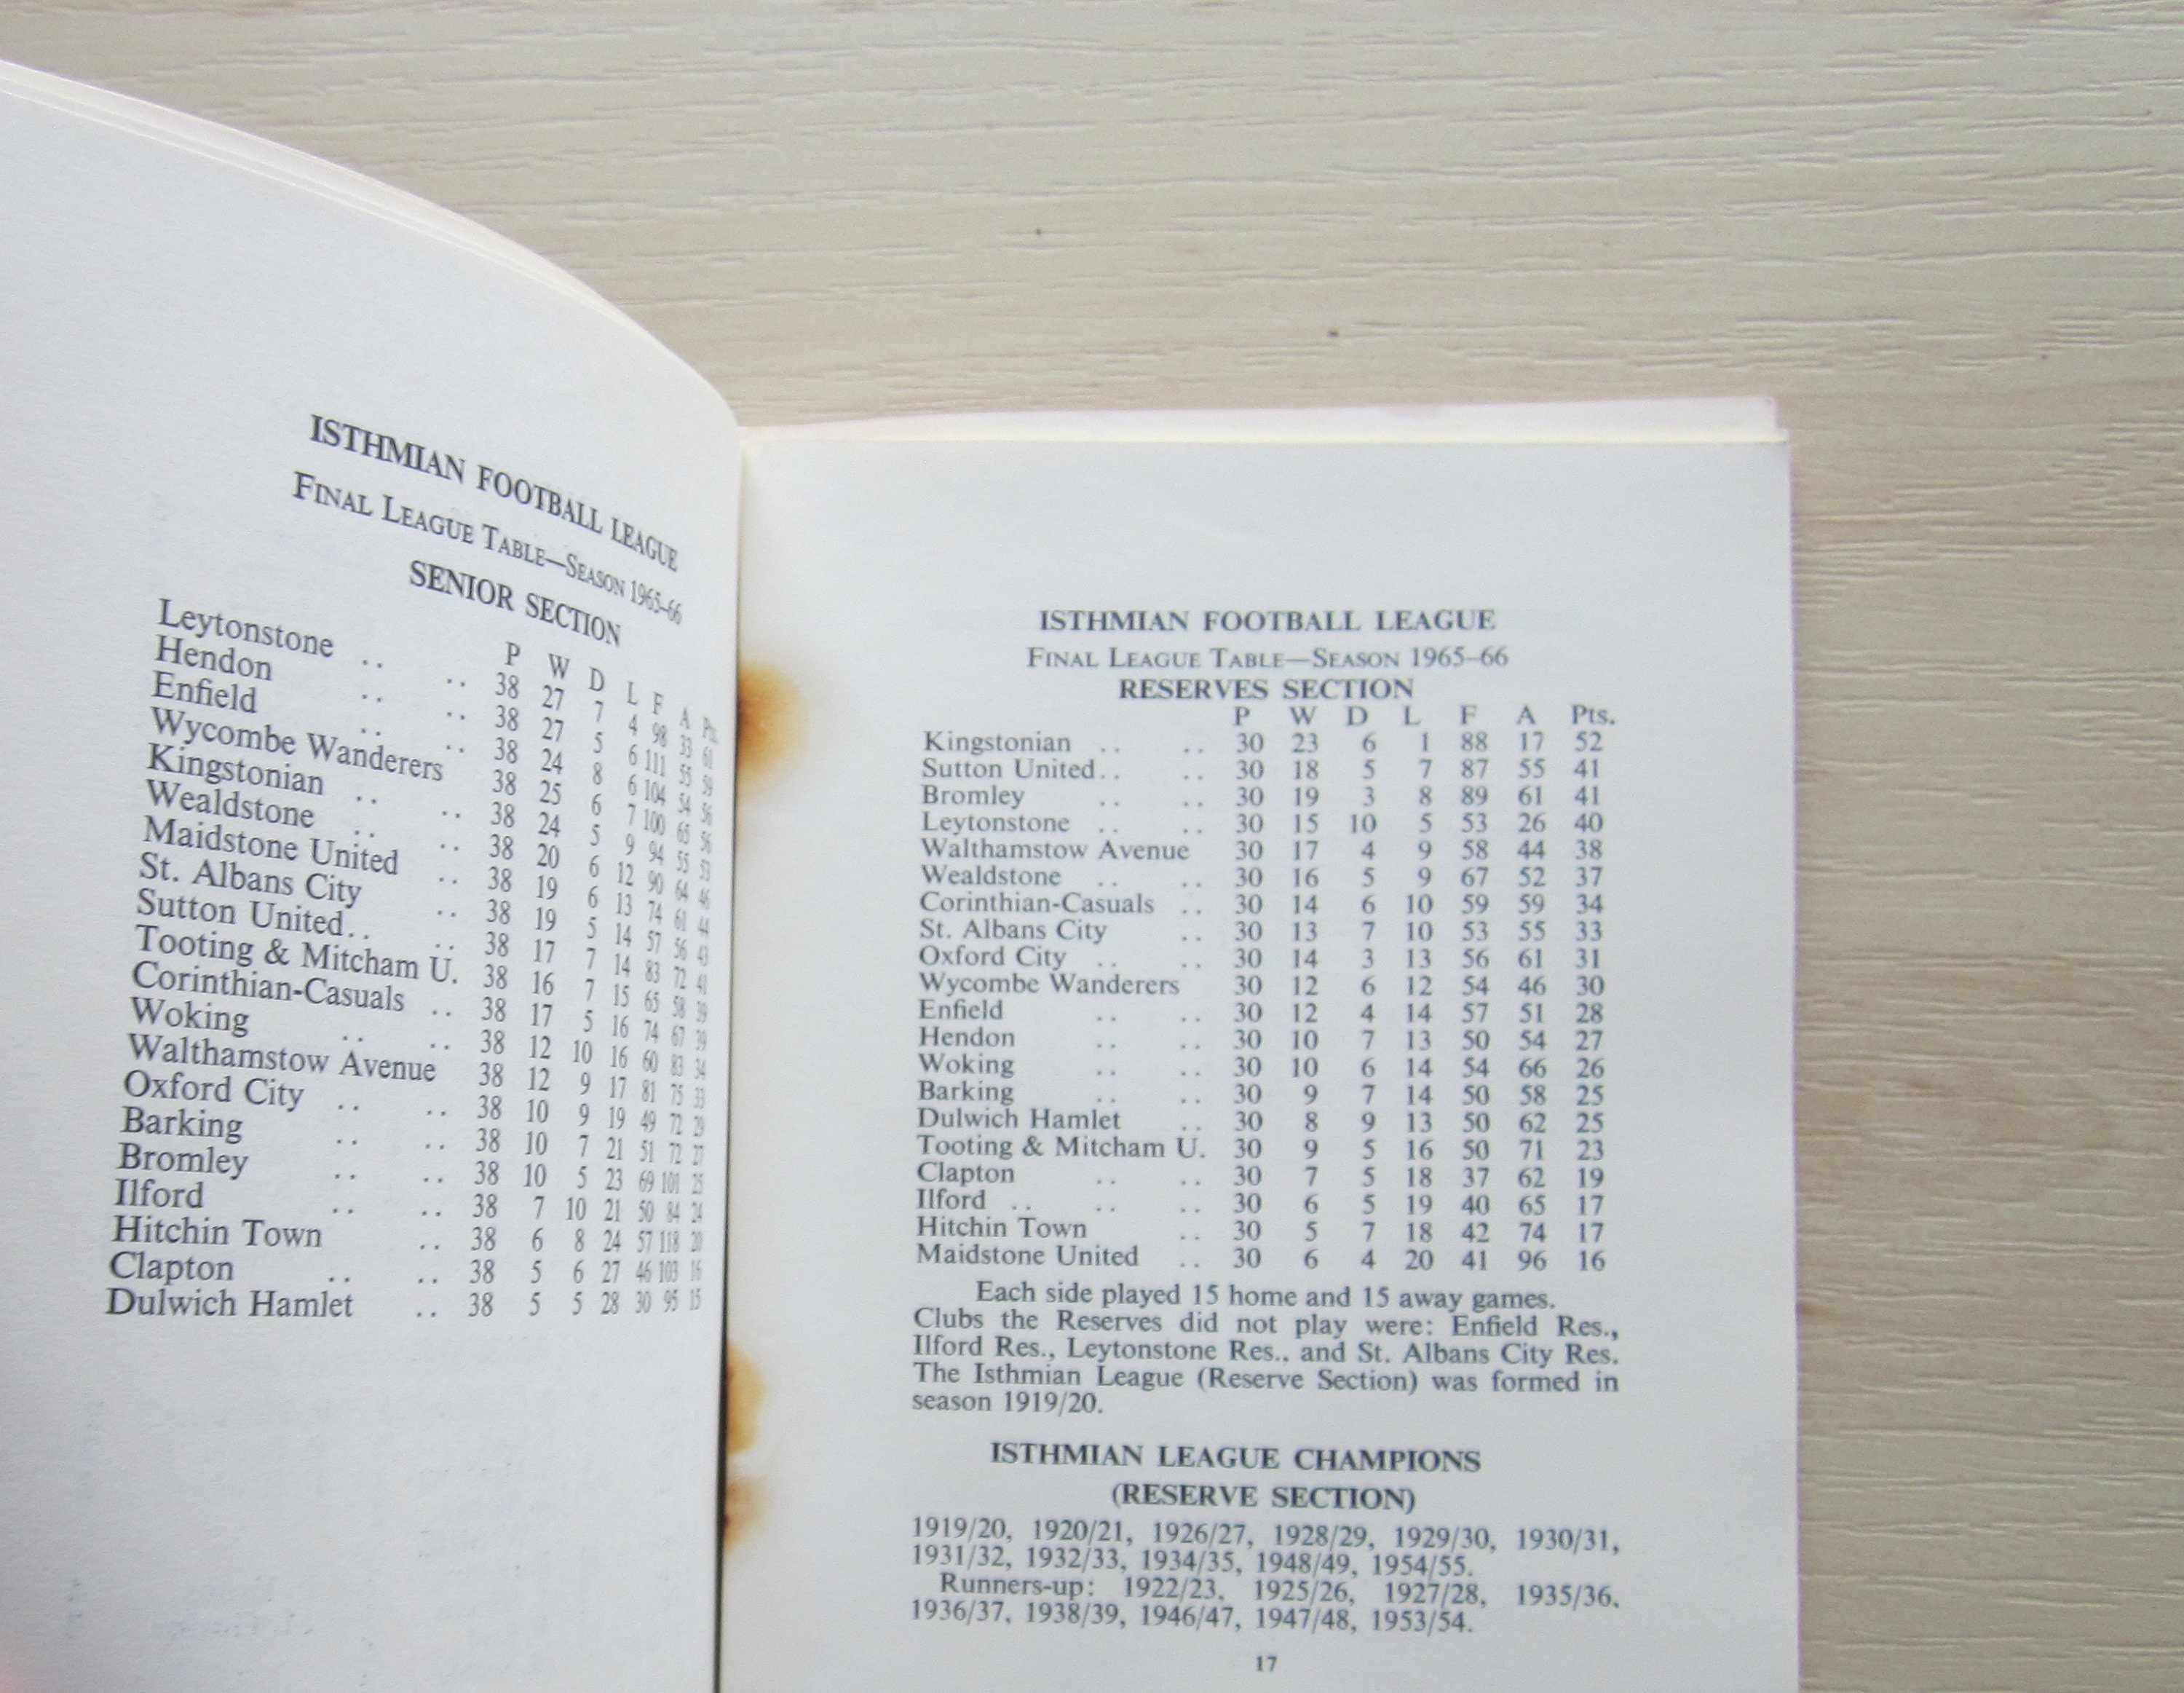 ISTHMIAN FOOTBALL LEAGUE
FINAL LEAGUE TABLE—SEASON 1965–66
SENIOR SECTION
P W D L F A Pts.
Leytonstone .. .. 38 27 7 4 98 33 61
Hendon .. .. 38 27 5 6 111 55 59
Enfield .. .. 38 24 8 6 104 54 56
Wycombe Wanderers 38 25 6 7 100 65 56
Kingstonian .. .. 38 24 5 9 94 55 53
Wealdstone .. .. 38 20 6 12 90 64 46
Maidstone United .. 38 19 6 13 74 61 44
St. Albans City .. 38 19 5 14 57 56 43
Sutton United.. .. 38 17 7 14 83 72 41
Tooting & Mitcham U. 38 16 7 15 65 58 39
Corinthian-Casuals .. 38 17 5 16 74 67 39
Woking .. .. 38 12 10 16 60 83 34
Walthamstow Avenue 38 12 9 17 81 75 33
Oxford City .. .. 38 10 9 19 49 72 29
Barking .. .. 38 10 7 21 51 72 27
Bromley .. .. 38 10 5 23 69 101 25
Ilford .. .. 38 7 10 21 50 84 24
Hitchin Town .. 38 6 8 24 57 118 20
Clapton .. .. 38 5 6 27 46 103 16
Dulwich Hamlet .. 38 5 5 28 30 95 15
ISTHMIAN FOOTBALL LEAGUE
FINAL LEAGUE TABLE—SEASON 1965–66
RESERVES SECTION
P W D L F A Pts.
Kingstonian .. .. 30 23 6 1 88 17 52
Sutton United.. .. 30 18 5 7 87 55 41
Bromley .. .. 30 19 3 8 89 61 41
Leytonstone .. .. 30 15 10 5 53 26 40
Walthamstow Avenue 30 17 4 9 58 44 38
Wealdstone .. .. 30 16 5 9 67 52 37
Corinthian-Casuals .. 30 14 6 10 59 59 34
St. Albans City .. 30 13 7 10 53 55 33
Oxford City .. .. 30 14 3 13 56 61 31
Wycombe Wanderers 30 12 6 12 54 46 30
Enfield .. .. 30 12 4 14 57 51 28
Hendon .. .. 30 10 7 13 50 54 27
Woking .. .. 30 10 6 14 54 66 26
Barking .. .. 30 9 7 14 50 58 25
Dulwich Hamlet .. 30 8 9 13 50 62 25
Tooting & Mitcham U. 30 9 5 16 50 71 23
Clapton .. .. 30 7 5 18 37 62 19
Ilford .. .. .. 30 6 5 19 40 65 17
Hitchin Town .. 30 5 7 18 42 74 17
Maidstone United .. 30 6 4 20 41 96 16
Each side played 15 home and 15 away games.
Clubs the Reserves did not play were: Enfield Res.,
Ilford Res., Leytonstone Res., and St. Albans City Res.
The Isthmian League (Reserve Section) was formed in
season 1919/20.
ISTHMIAN LEAGUE CHAMPIONS
(RESERVE SECTION)
1919/20, 1920/21, 1926/27, 1928/29, 1929/30, 1930/31,
1931/32, 1932/33, 1934/35, 1948/49, 1954/55.
Runners-up: 1922/23, 1925/26, 1927/28, 1935/36,
1936/37, 1938/39, 1946/47, 1947/48, 1953/54.
17